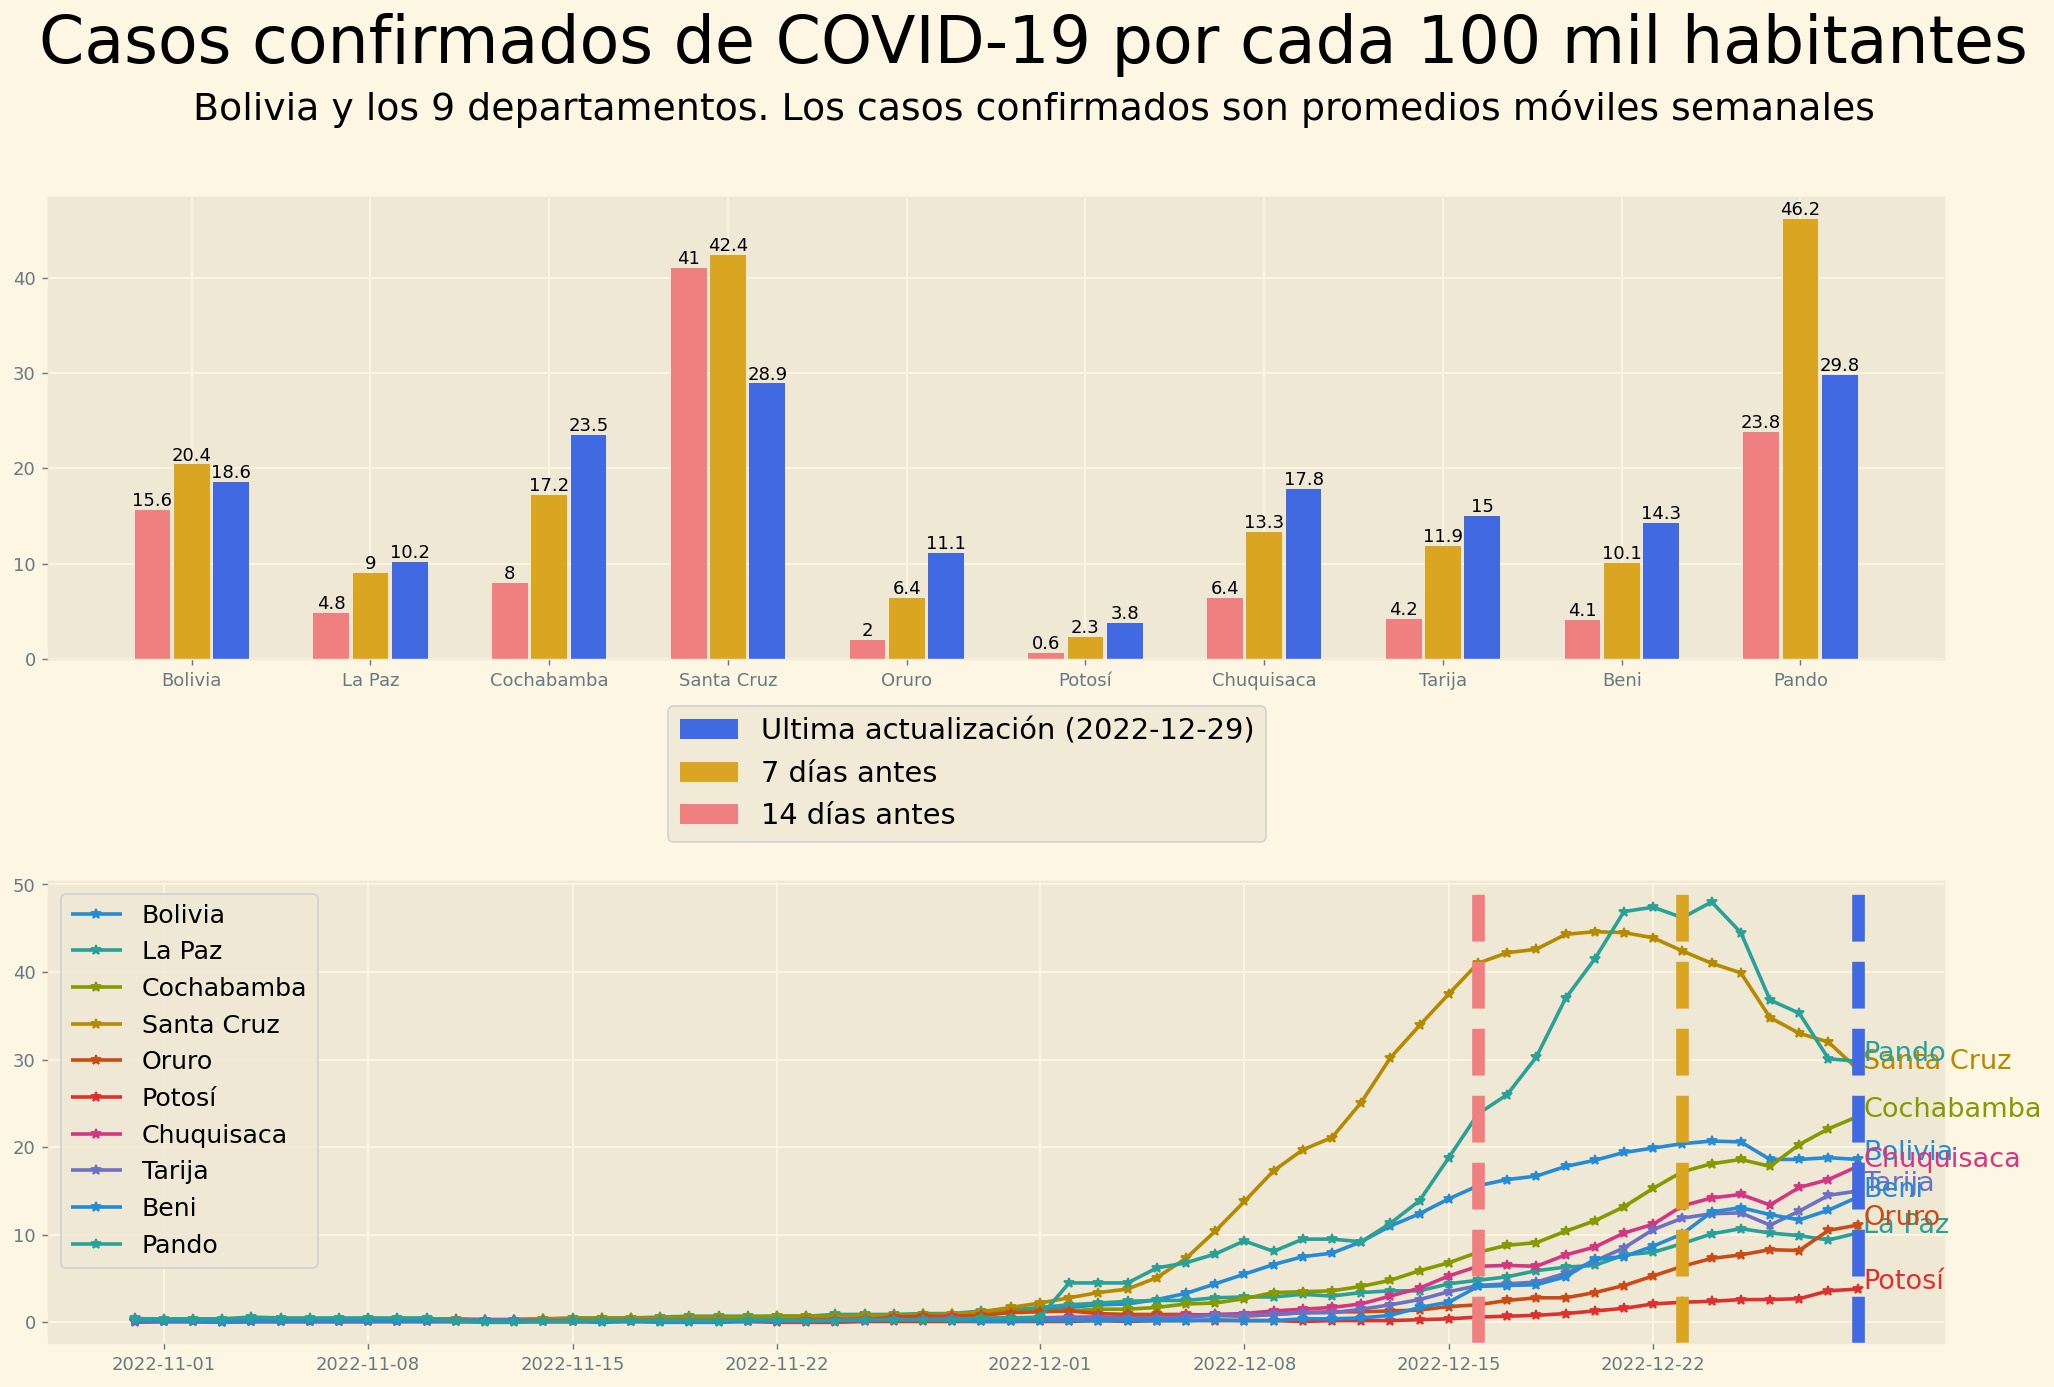 Casos confirmados de COVID-19 por cada 100 mil habitantes
Bolivia y los 9 departamentos. Los casos confirmados son promedios móviles semanales
40
30
20
10
0
15.6 20.4 18.6
4.8 9 10.2
8 17.2 23.5
41 42.4 28.9
2 6.4 11.1
0.6 2.3 3.8
6.4 13.3 17.8
4.2 11.9 15
4.1 10.1 14.3
23.8 46.2 29.8
Bolivia La Paz Cochabamba Santa Cruz Oruro Potosí Chuquisaca Tarija Beni Pando
Ultima actualización (2022-12-29)
7 días antes
14 días antes
50
40
30
20
10
0
Bolivia
La Paz
Cochabamba
Santa Cruz
Oruro
Potosí
Chuquisaca
Tarija
Beni
Pando
Pando
Santa Cruz
Cochabamba
Bolivia
Chuquisaca
Tarija
Beni
Oruro
La Paz
Potosí
2022-11-01 2022-11-08 2022-11-15 2022-11-22 2022-12-01 2022-12-08 2022-12-15 2022-12-22